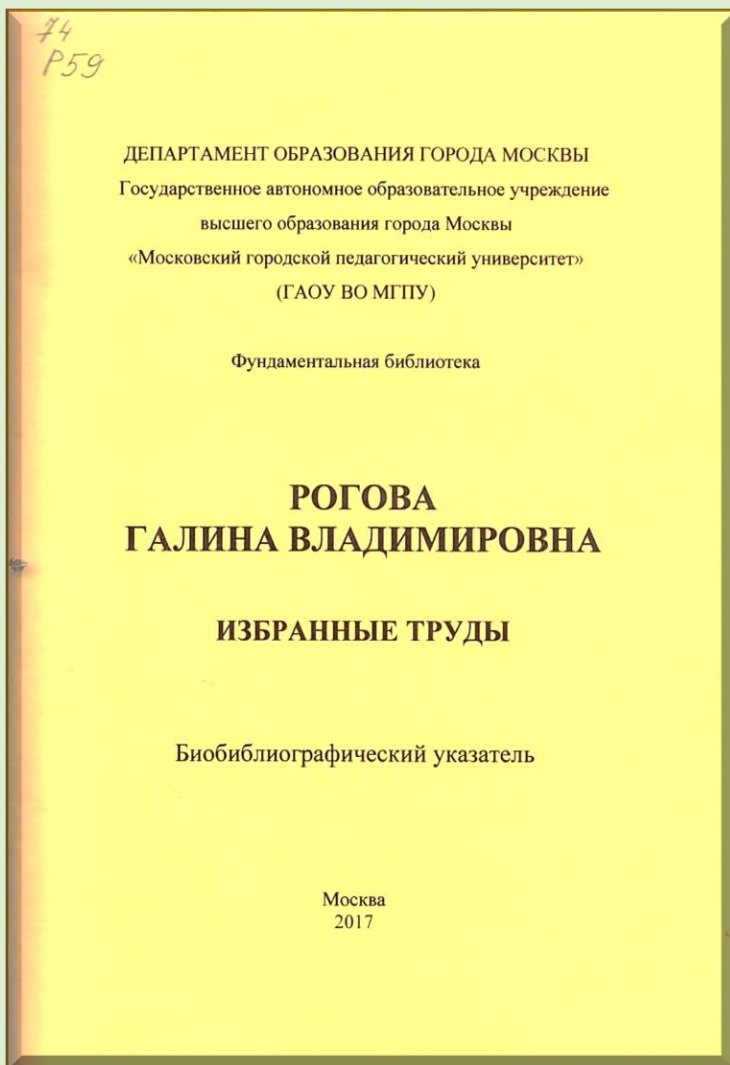 74
Р59
ДЕПАРТАМЕНТ ОБРАЗОВАНИЯ ГОРОДА МОСКВЫ
Государственное автономное образовательное учреждение
высшего образования города Москвы
«Московский городской педагогический университет»
(ГАОУ ВО МГПУ)
Фундаментальная библиотека
РОГОВА
ГАЛИНА ВЛАДИМИРОВНА
ИЗБРАННЫЕ ТРУДЫ
Биобиблиографический указатель
Москва
2017